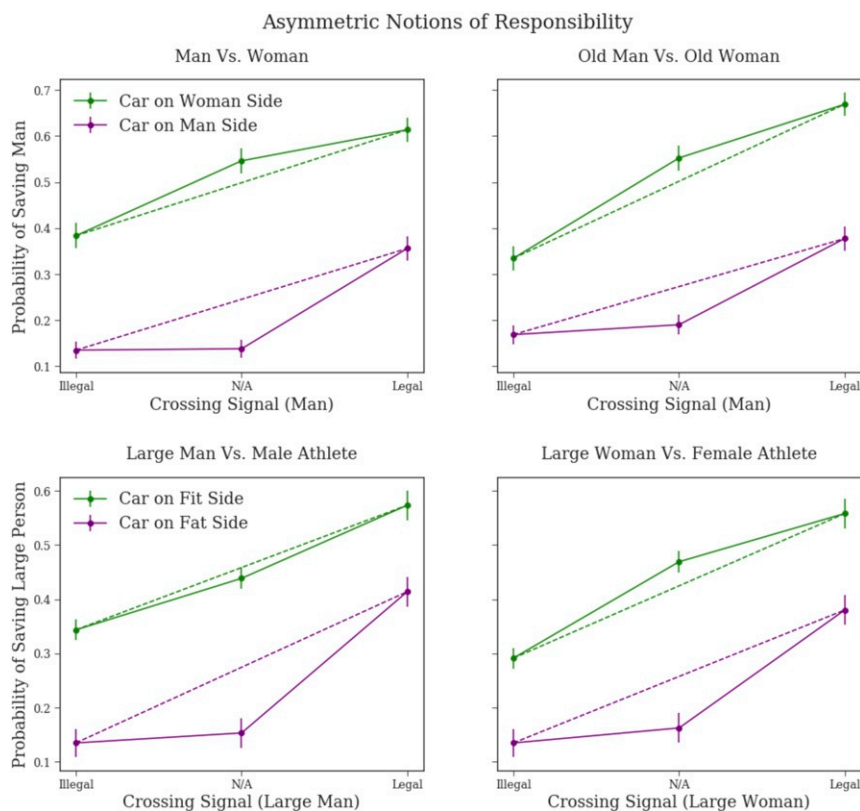 Asymmetric Notions of Responsibility
Man Vs. Woman
Old Man Vs. Old Woman
Probability of Saving Man
0.7
0.6
0.5
0.4
0.3
0.2
0.1
Car on Woman Side
Car on Man Side
Illegal
N/A
Legal
Crossing Signal (Man)
Illegal
N/A
Legal
Crossing Signal (Man)
Large Man Vs. Male Athlete
Large Woman Vs. Female Athlete
Probability of Saving Large Person
0.6
0.5
0.4
0.3
0.2
0.1
Car on Fit Side
Car on Fat Side
Illegal
N/A
Legal
Crossing Signal (Large Man)
Illegal
N/A
Legal
Crossing Signal (Large Woman)